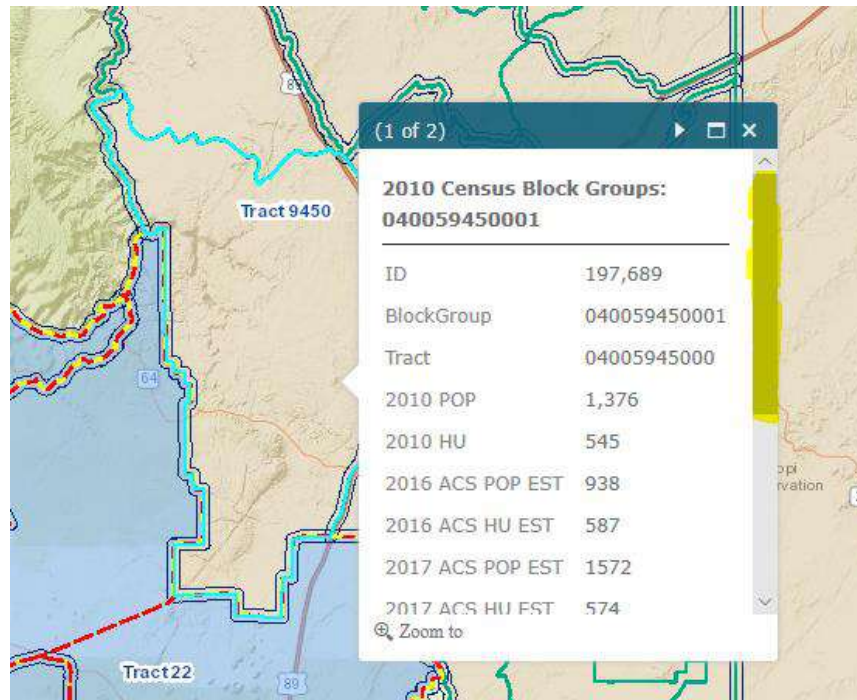 89
(1 of 2)
2010 Census Block Groups:
040059450001
Tract 9450
ID 197,689
BlockGroup 040059450001
Tract 04005945000
64
2010 POP 1,376
2010 HU 545
2016 ACS POP EST 938
2016 ACS HU EST 587
2017 ACS POP EST 1572
2017 ACS HU EST 574
Zoom to
Tract 22
89